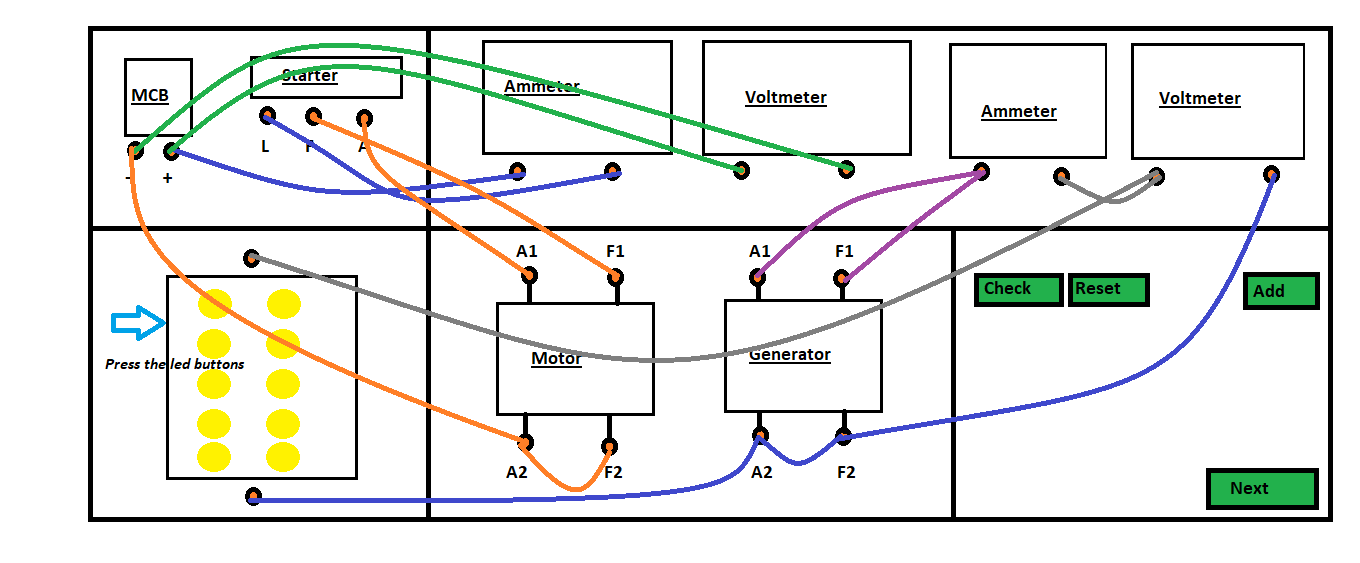 MCB
Starter
Ammeter
Voltmeter
Ammeter
Voltmeter
L
F
A
-
+
A1
F1
A1
F1
Check
Reset
Add
Press the led buttons
Motor
Generator
A2
F2
A2
F2
Next